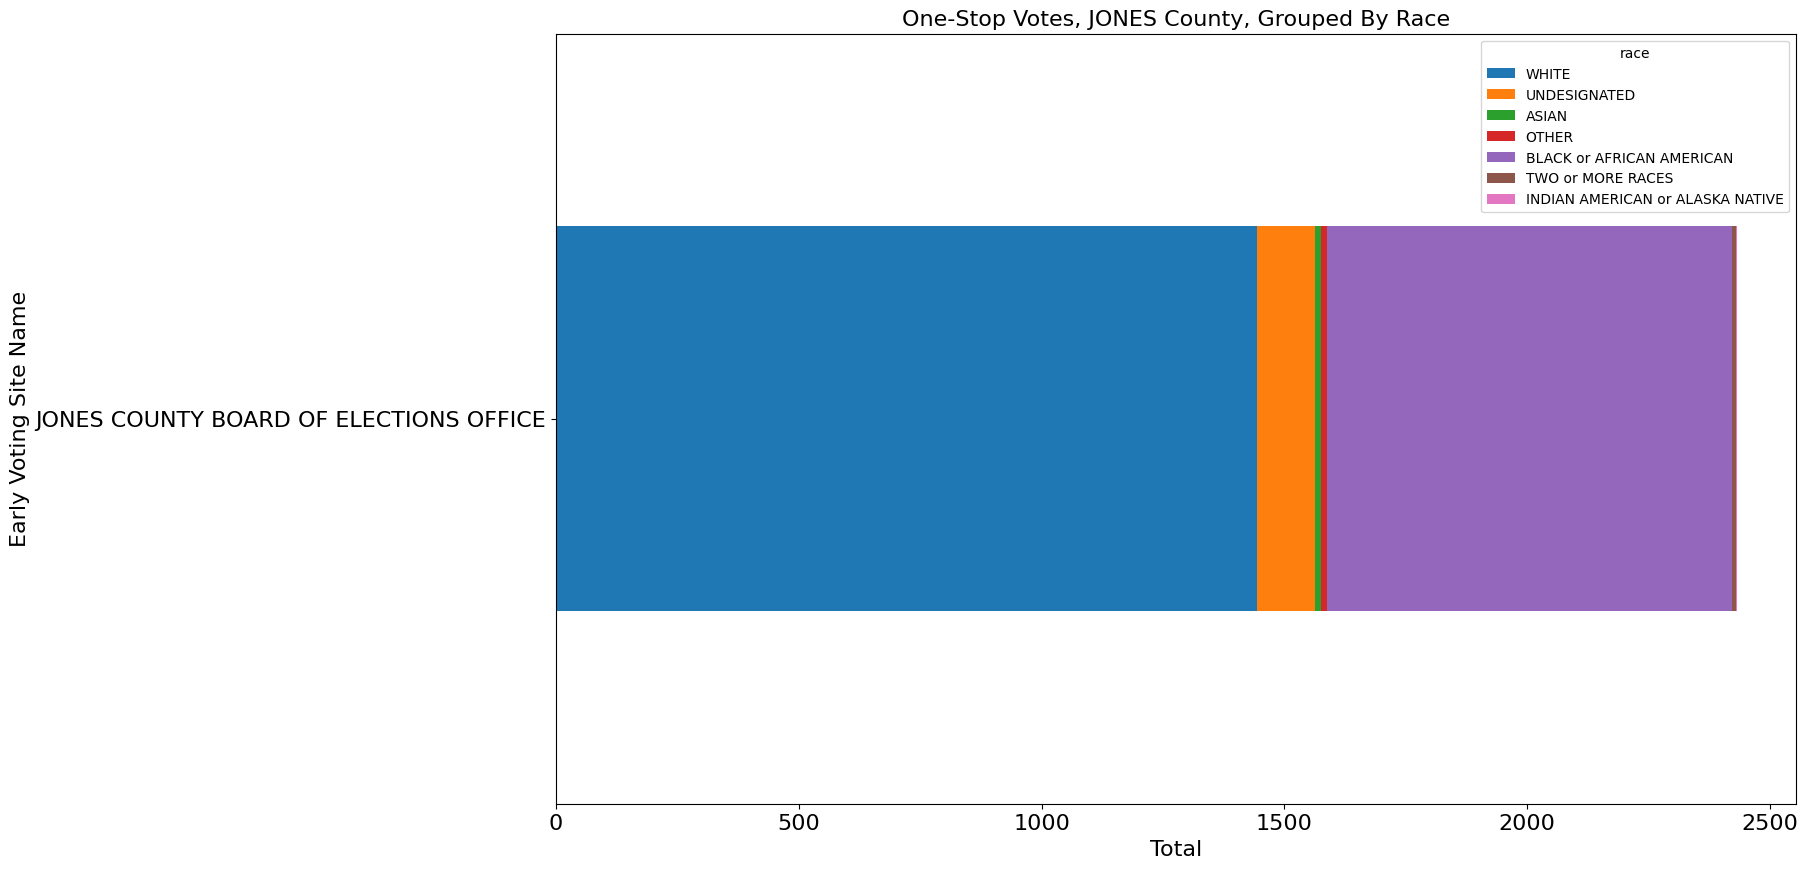 One-Stop Votes, JONES County, Grouped By Race
race
WHITE
UNDESIGNATED
ASIAN
OTHER
BLACK or AFRICAN AMERICAN
TWO or MORE RACES
INDIAN AMERICAN or ALASKA NATIVE
Early Voting Site Name
JONES COUNTY BOARD OF ELECTIONS OFFICE
0
500
1000
1500
2000
2500
Total